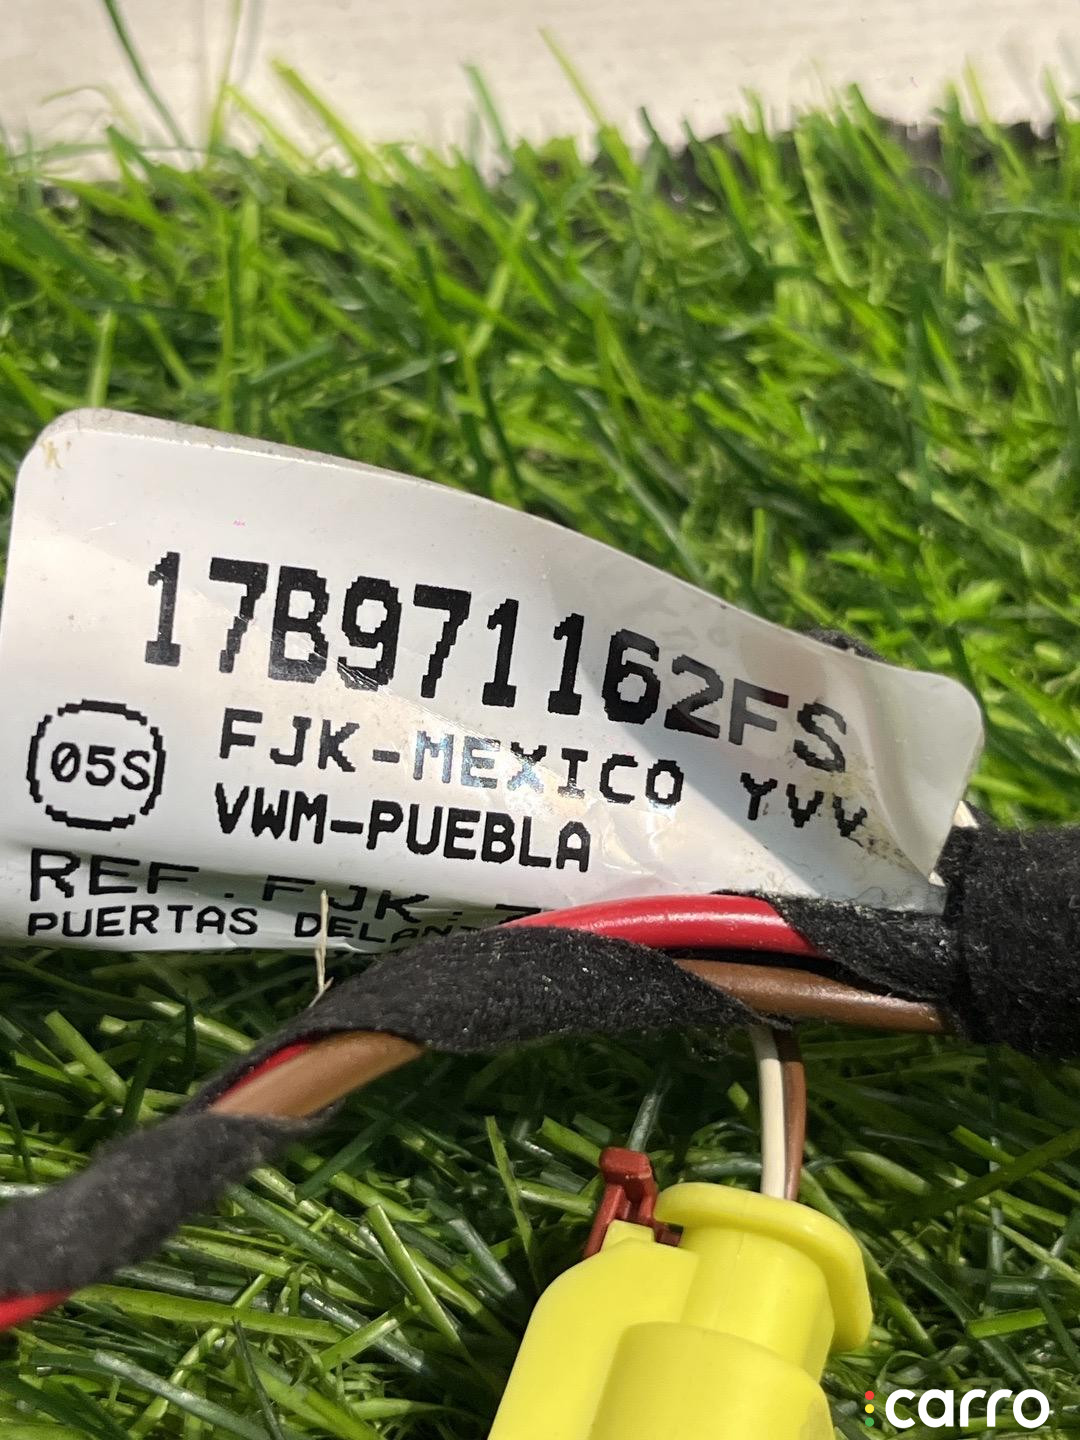 17B971162FS
05S
FJK-MEXICO YVV
VWM-PUEBLA
REF.FJK.
PUERTAS
carro